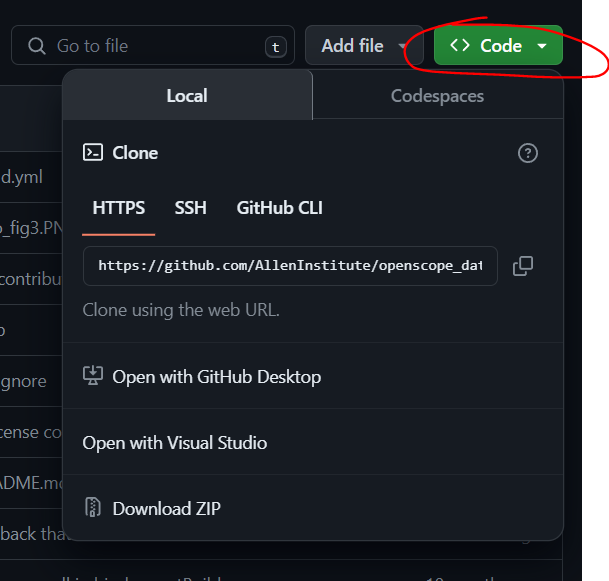 Go to file
t
Add file
Code
Local
Codespaces
Clone
HTTPS
SSH
GitHub CLI
https://github.com/AllenInstitute/openscope_dat
Clone using the web URL.
Open with GitHub Desktop
Open with Visual Studio
Download ZIP
d.yml
_fig3.PN
contribu
gnore
cense co
ADME.md
back that